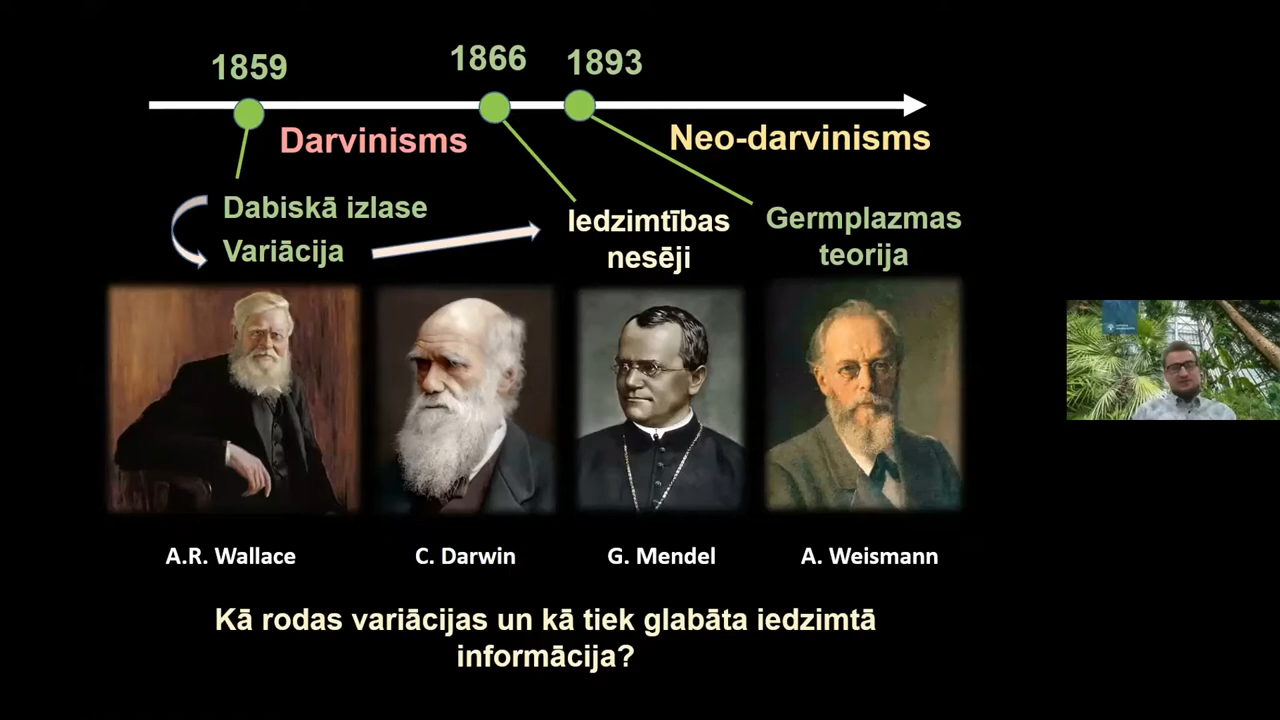 1859
1866
1893
Darvinisms
Neo-darvinisms
Dabiskā izlase
Variācija
Iedzimtības
nesēji
Germplazmas
teorija
A.R. Wallace
C. Darwin
G. Mendel
A. Weismann
Kā rodas variācijas un kā tiek glabāta iedzimtā
informācija?